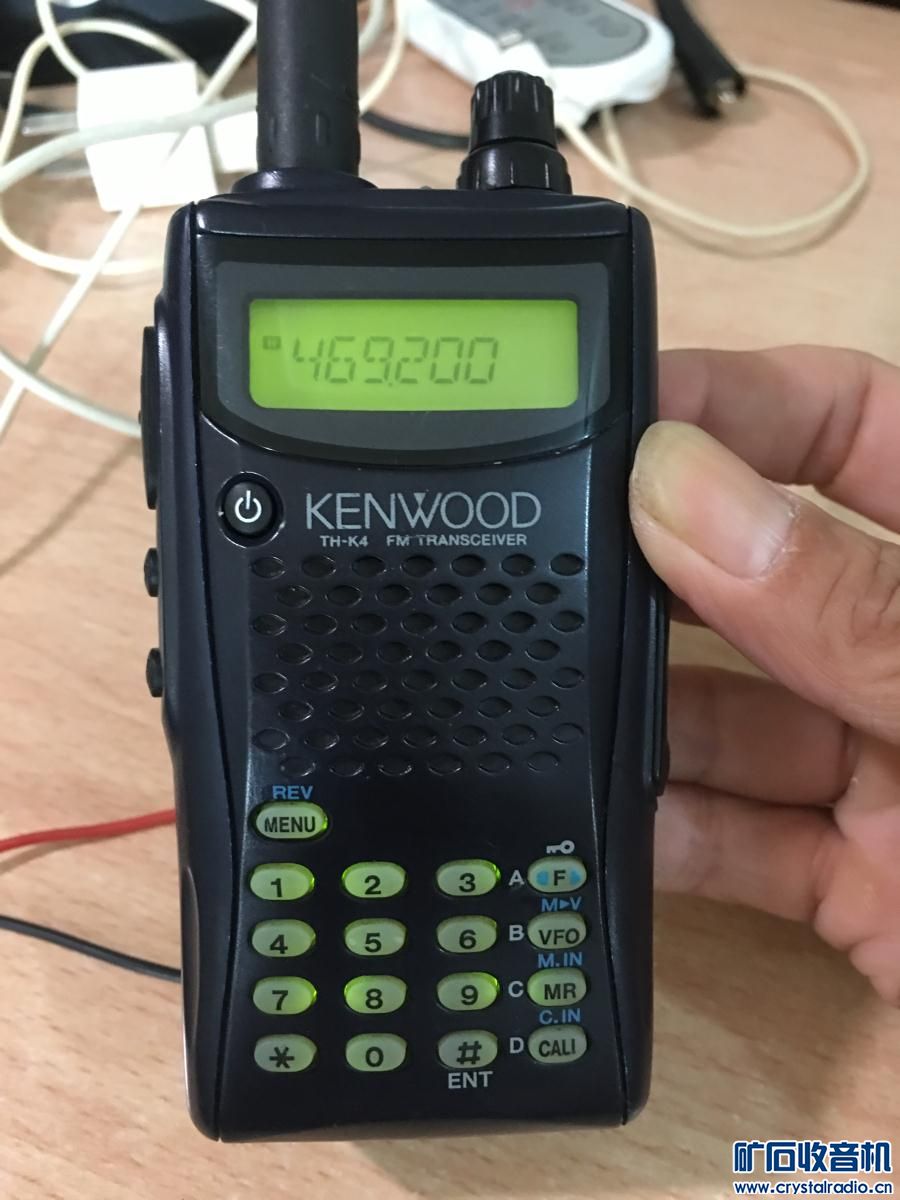 469.200
KENWOOD
TH-K4 FM TRANSCEIVER
REV
MENU
1 2 3 A F
M▶V
4 5 6 B VFO
M.IN
7 8 9 C MR
C.IN
* 0 # D CALL
ENT
矿石收音机
www.crystalradio.cn